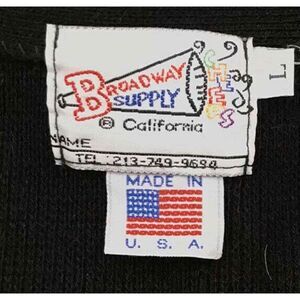 BROADWAY
SUPPLY
CHEERS
® California
L
NAME
TEL 213-749-9694
MADE IN
U. S. A.